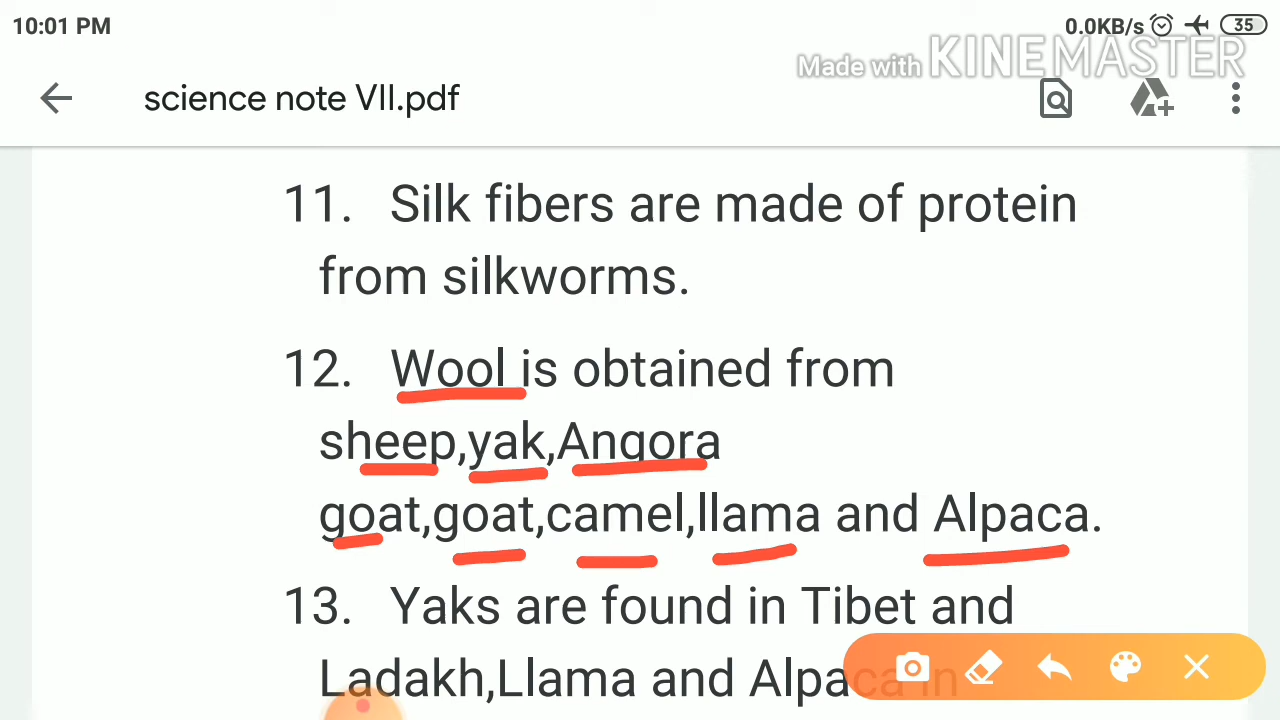 10:01 PM
0.0KB/s 35
Made with KINEMASTER
science note VII.pdf
11. Silk fibers are made of protein
from silkworms.
12. Wool is obtained from
sheep,yak,Angora
goat,goat,camel,llama and Alpaca.
13. Yaks are found in Tibet and
Ladakh,Llama and Alpaca in